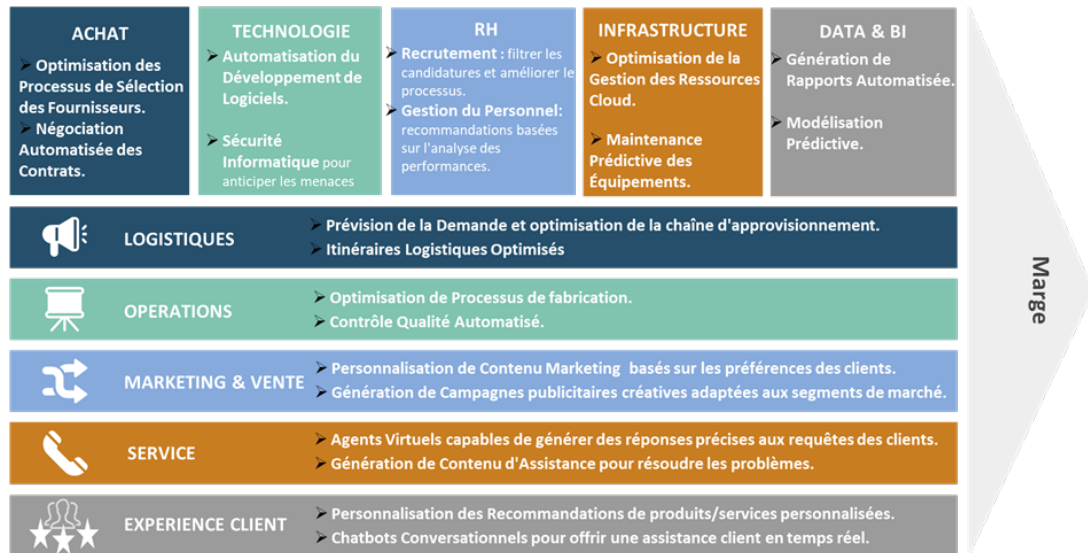 ACHAT
➤ Optimisation des
Processus de Sélection
des Fournisseurs.
➤ Négociation
Automatisée des
Contrats.
TECHNOLOGIE
➤ Automatisation du
Développement de
Logiciels.
➤ Sécurité
Informatique pour
anticiper les menaces
RH
➤ Recrutement : filtrer les
candidatures et améliorer le
processus.
➤ Gestion du Personnel:
recommandations basées
sur l'analyse des
performances.
INFRASTRUCTURE
➤ Optimisation de la
Gestion des Ressources
Cloud.
➤ Maintenance
Prédictive des
Équipements.
DATA & BI
➤ Génération de
Rapports Automatisée.
➤ Modélisation
Prédictive.
LOGISTIQUES
➤ Prévision de la Demande et optimisation de la chaîne d'approvisionnement.
➤ Itinéraires Logistiques Optimisés
OPERATIONS
➤ Optimisation de Processus de fabrication.
➤ Contrôle Qualité Automatisé.
MARKETING & VENTE
➤ Personnalisation de Contenu Marketing basés sur les préférences des clients.
➤ Génération de Campagnes publicitaires créatives adaptées aux segments de marché.
SERVICE
➤ Agents Virtuels capables de générer des réponses précises aux requêtes des clients.
➤ Génération de Contenu d'Assistance pour résoudre les problèmes.
EXPERIENCE CLIENT
➤ Personnalisation des Recommandations de produits/services personnalisées.
➤ Chatbots Conversationnels pour offrir une assistance client en temps réel.
Marge